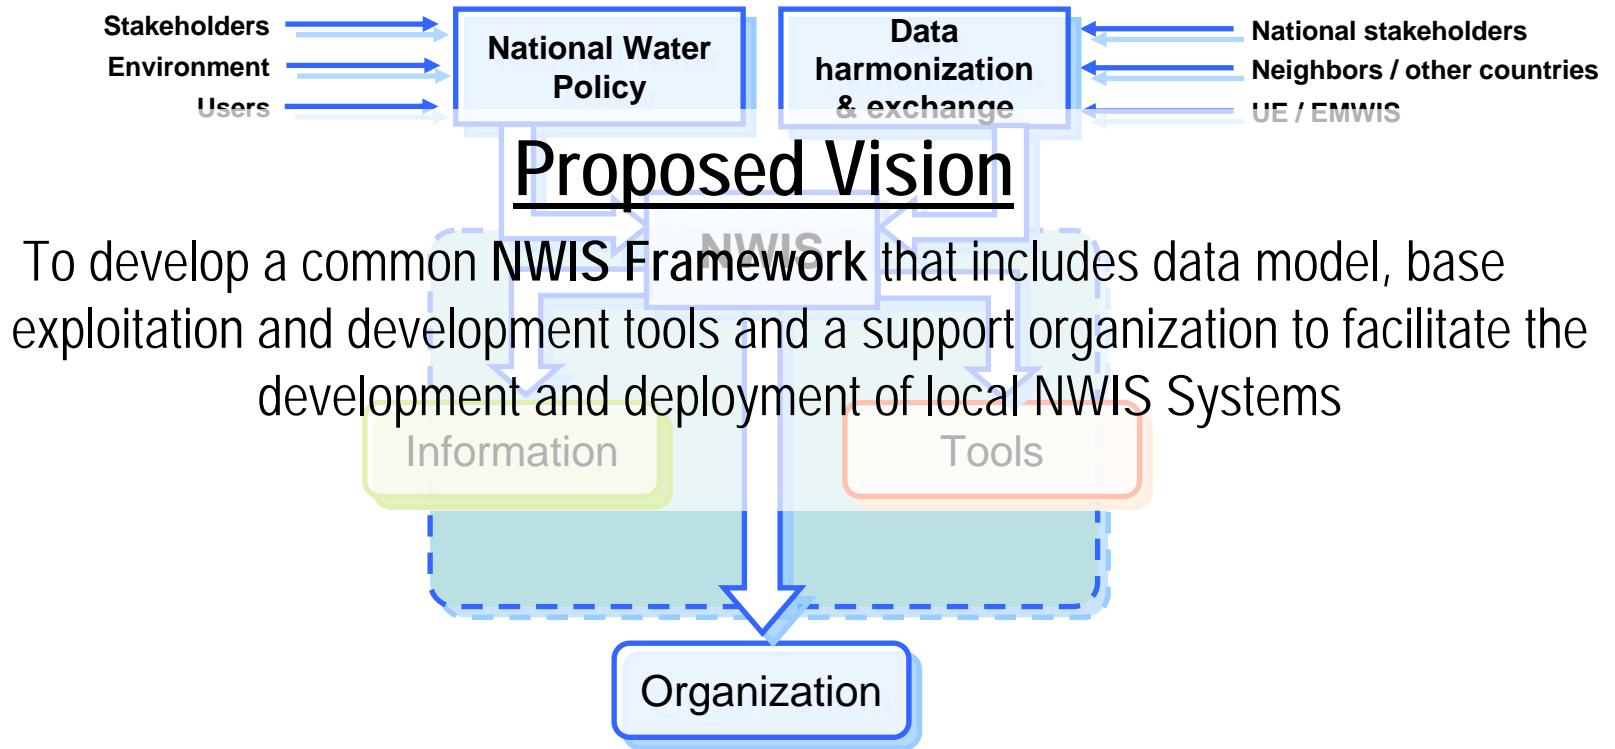 Stakeholders
Environment
Users
National Water
Policy
Data
harmonization
& exchange
National stakeholders
Neighbors / other countries
UE / EMWIS
Proposed Vision
NWIS
To develop a common NWIS Framework that includes data model, base
exploitation and development tools and a support organization to facilitate the
development and deployment of local NWIS Systems
Information
Tools
Organization